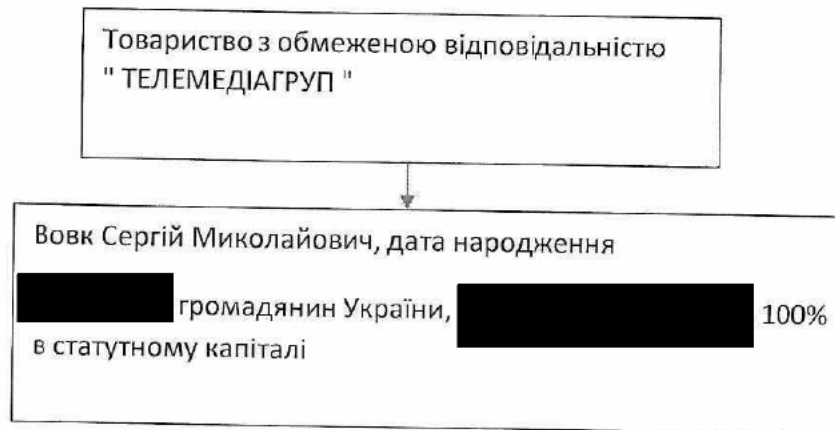 Товариство з обмеженою відповідальністю
" ТЕЛЕМЕДІАГРУП "
Вовк Сергій Миколайович, дата народження
громадянин України, 100%
в статутному капіталі